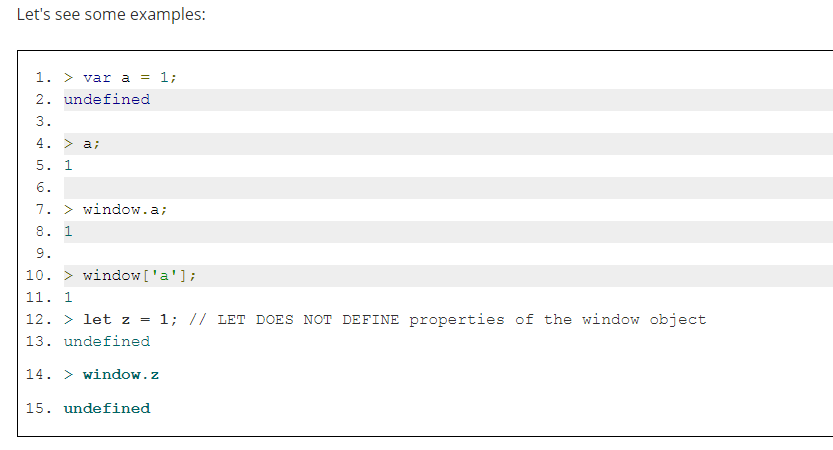 Let's see some examples:
1. > var a = 1;
2. undefined
3.
4. > a;
5. 1
6.
7. > window.a;
8. 1
9.
10. > window['a'];
11. 1
12. > let z = 1; // LET DOES NOT DEFINE properties of the window object
13. undefined
14. > window.z
15. undefined